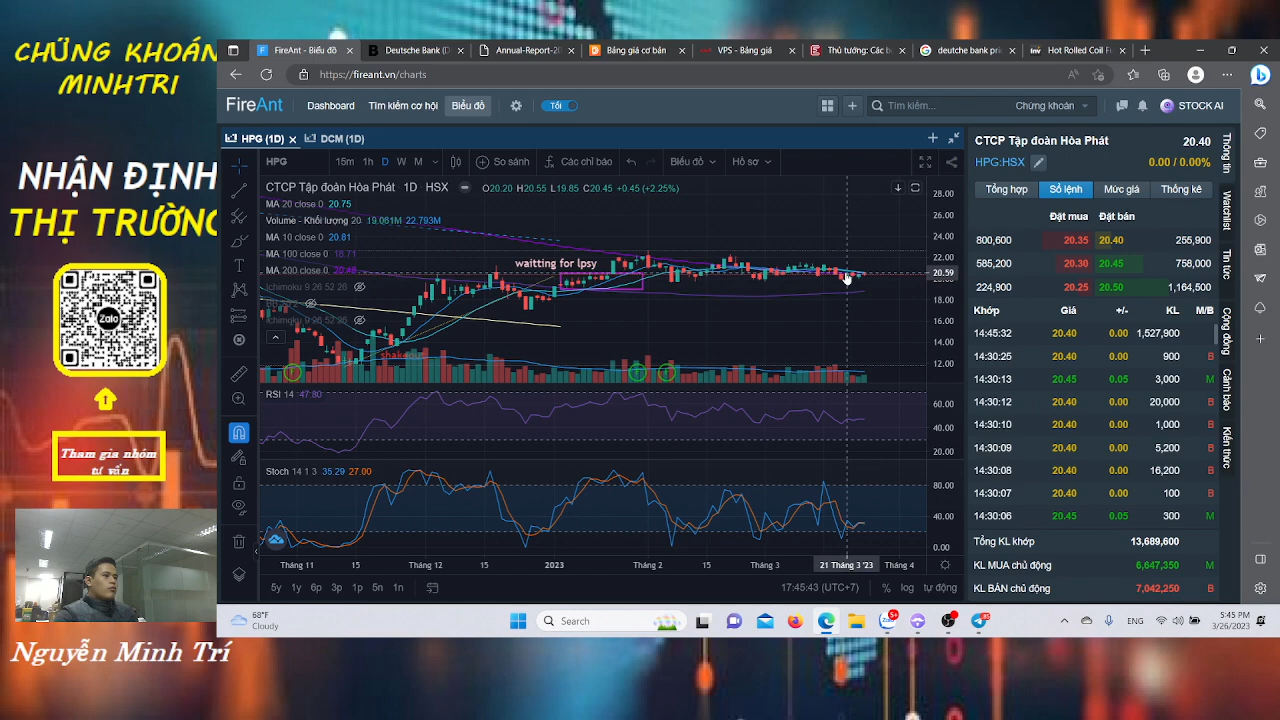 CHỨNG KHOÁN
MINHTRI
NHẬN ĐỊNH
THỊ TRƯỜNG
Zalo
Tham gia nhóm
tư vấn
Nguyễn Minh Trí
FireAnt - Biểu đồ
Deutsche Bank (D
Annual-Report-20
Bảng giá cơ bản
VPS - Bảng giá
Thủ tướng: Các b
deutche bank pri
Hot Rolled Coil Fu
https://fireant.vn/charts
FireAnt
Dashboard
Tìm kiếm cơ hội
Biểu đồ
Tối
Tìm kiếm...
Chứng khoán
STOCK AI
HPG (1D)
DCM (1D)
HPG
15m 1h D W M
So sánh
Các chỉ báo
Biểu đồ
Hồ sơ
CTCP Tập đoàn Hòa Phát 1D HSX
O20.20 H20.55 L19.85 C20.45 +0.45 (+2.25%)
MA 20 close 0 20.75
Volume - Khối lượng 20 19.061M 22.793M
MA 10 close 0 20.81
MA 100 close 0 18.71
MA 200 close 0 20.48
Ichimoku 9 26 52 26
Ichimoku 9 26 52 26
waitting for lpsy
28.00
26.00
24.00
22.00
20.59
18.00
16.00
14.00
12.00
RSI 14 47.80
60.00
40.00
20.00
Stoch 14 1 3 35.29 27.00
80.00
40.00
0.00
Tháng 11
15
Tháng 12
15
2023
Tháng 2
15
Tháng 3
21 Tháng 3 '23
Tháng 4
5y 1y 6p 3p 1p 5n 1n
17:45:43 (UTC+7)
% log tự động
CTCP Tập đoàn Hòa Phát 20.40
HPG:HSX 0.00 / 0.00%
Tổng hợp
Sổ lệnh
Mức giá
Thống kê
Đặt mua Đặt bán
800,600 20.35 20.40 255,900
585,200 20.30 20.45 758,000
224,900 20.25 20.50 1,164,500
Khớp Giá +/- KL M/B
14:45:32 20.40 0.00 1,527,900
14:30:25 20.40 0.00 900 B
14:30:13 20.45 0.05 3,000 M
14:30:12 20.40 0.00 20,000 B
14:30:10 20.40 0.00 1,000 B
14:30:09 20.40 0.00 5,200 B
14:30:08 20.40 0.00 16,200 B
14:30:07 20.40 0.00 100 B
14:30:06 20.45 0.05 300 M
Tổng KL khớp 13,689,600
KL MUA chủ động 6,647,350 M
KL BÁN chủ động 7,042,250 B
Thông tin
Watchlist
Tin tức
Cộng đồng
Cảnh báo
Kiến thức
68°F
Cloudy
Search
ENG
5:45 PM
3/26/2023